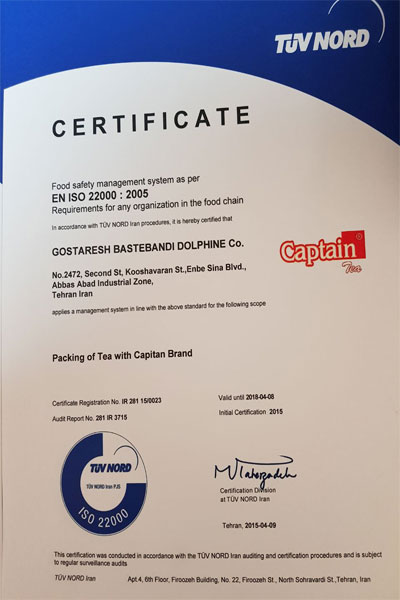 TÜV NORD
CERTIFICATE
Food safety management system as per
EN ISO 22000 : 2005
Requirements for any organization in the food chain
In accordance with TÜV NORD Iran procedures, it is hereby certified that
GOSTARESH BASTEBANDI DOLPHINE Co.
Captain
Tea
No.2472, Second St, Kooshavaran St.,Enbe Sina Blvd.,
Abbas Abad Industrial Zone,
Tehran Iran
applies a management system in line with the above standard for the following scope
Packing of Tea with Capitan Brand
Certificate Registration No. IR 281 15/0023
Valid until 2018-04-08
Audit Report No. 281 IR 3715
Initial Certification 2015
TÜV NORD
TÜV NORD Iran PJS
ISO 22000
Certification Division
at TÜV NORD Iran
Tehran, 2015-04-09
This certification was conducted in accordance with the TÜV NORD Iran auditing and certification procedures and is subject
to regular surveillance audits
TÜV NORD Iran
Apt.4, 6th Floor, Firoozeh Building, No. 22, Firoozeh St., North Sohravardi St.,Tehran, Iran